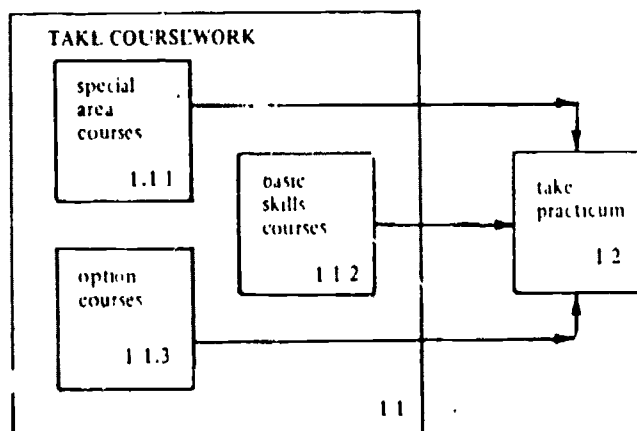 TAKE COURSEWORK
special
area
courses
1.1 1
basic
skills
courses
1 1 2
option
courses
1 1.3
take
practicum
1 2
1 1